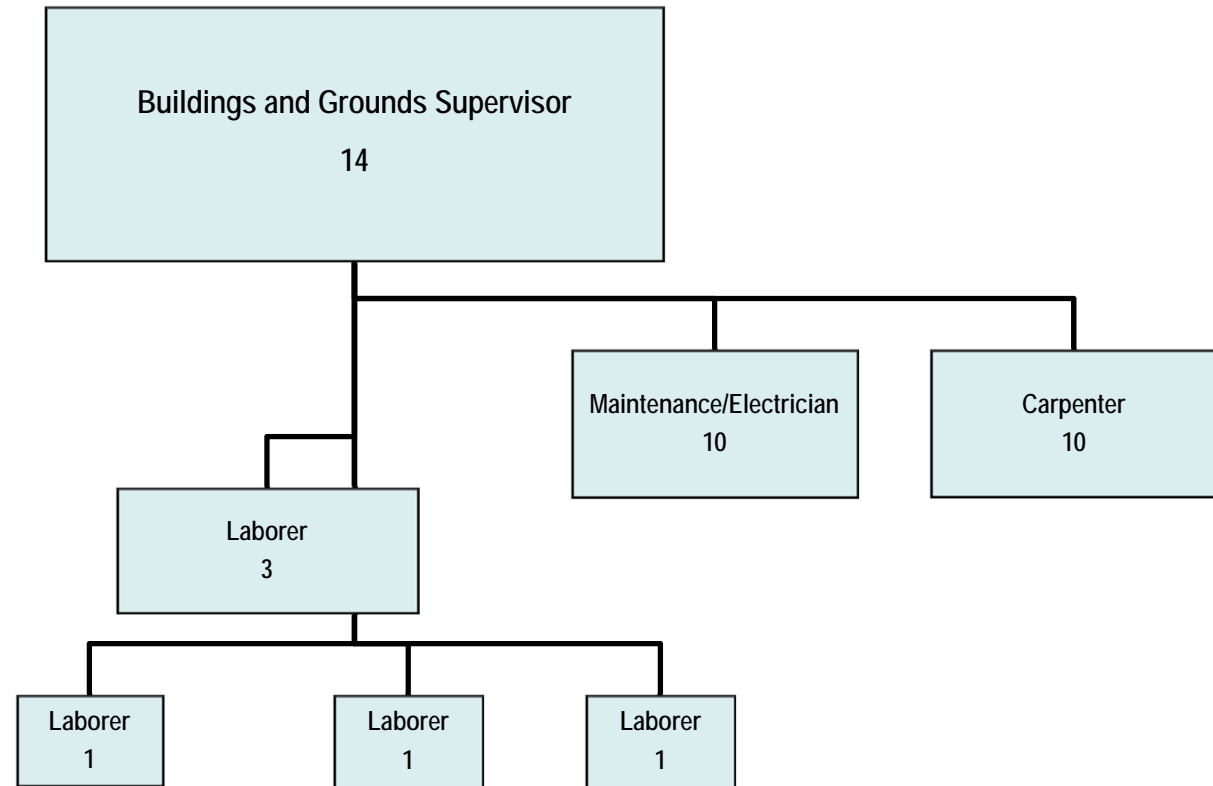 Buildings and Grounds Supervisor
14
Maintenance/Electrician
10
Carpenter
10
Laborer
3
Laborer
1
Laborer
1
Laborer
1